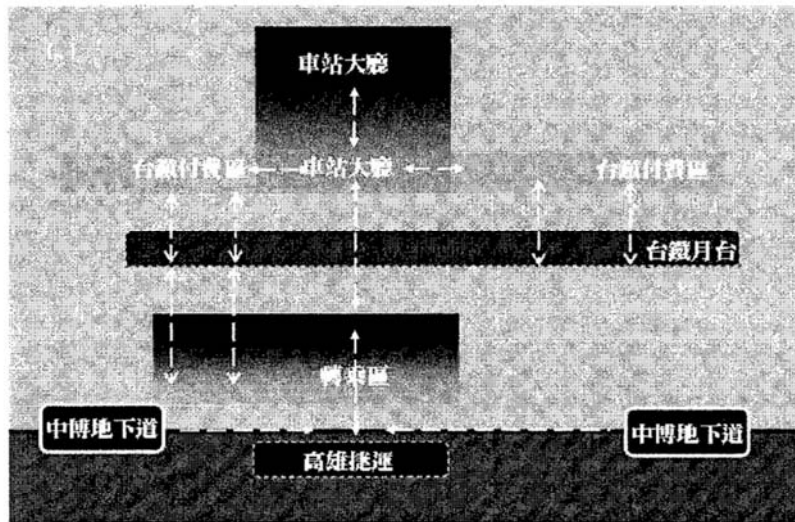 車站大廳
台鐵付費區
車站大廳
台鐵付費區
台鐵月台
轉乘區
中博地下道
中博地下道
高雄捷運